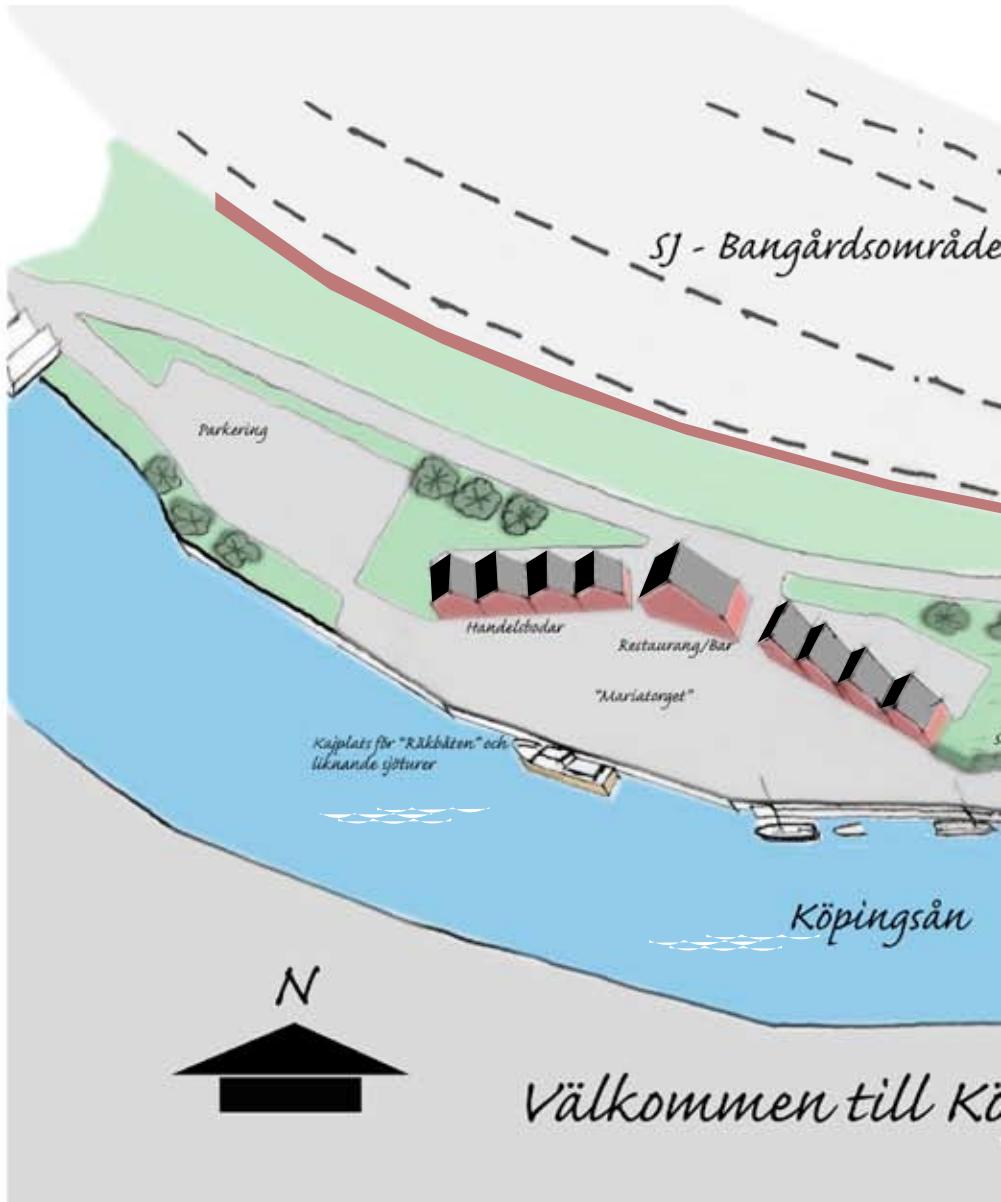 SJ - Bangårdsområde
Parkering
Handelsbodar
Restaurang/Bar
"Mariatorget"
Kajplats för "Räkbåten" och
liknande sjöturer
Köpingsån
N
Välkommen till Kö